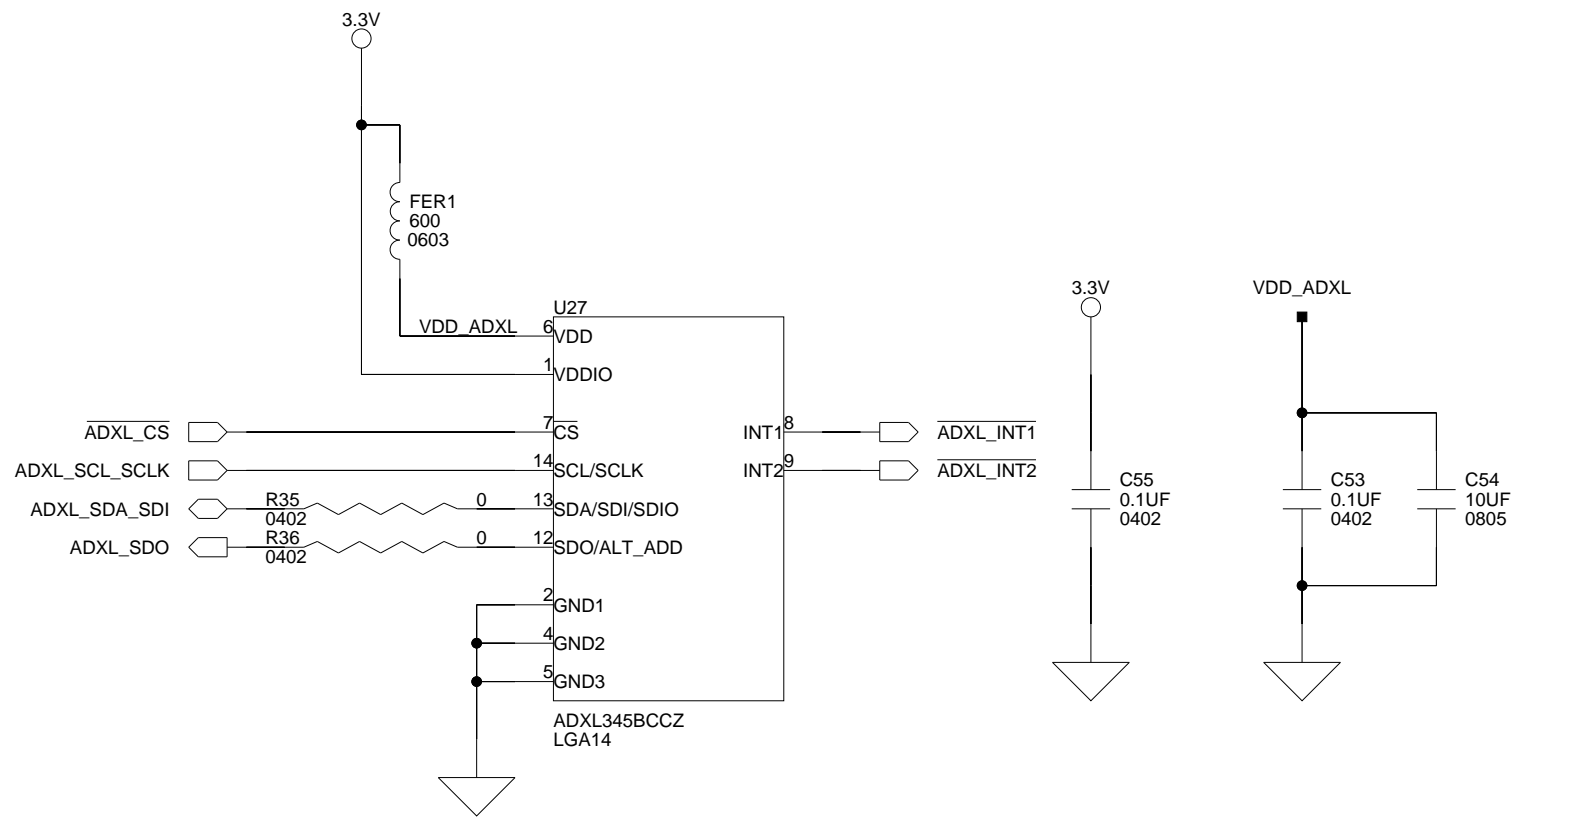 3.3V
FER1
600
0603
U27
VDD_ADXL
6
VDD
1
VDDIO
ADXL_CS
7
CS
ADXL_SCL_SCLK
14
SCL/SCLK
ADXL_SDA_SDI
R35
0402
0
13
SDA/SDI/SDIO
ADXL_SDO
R36
0402
0
12
SDO/ALT_ADD
2
GND1
4
GND2
5
GND3
INT1
8
ADXL_INT1
INT2
9
ADXL_INT2
ADXL345BCCZ
LGA14
3.3V
C55
0.1UF
0402
VDD_ADXL
C53
0.1UF
0402
C54
10UF
0805